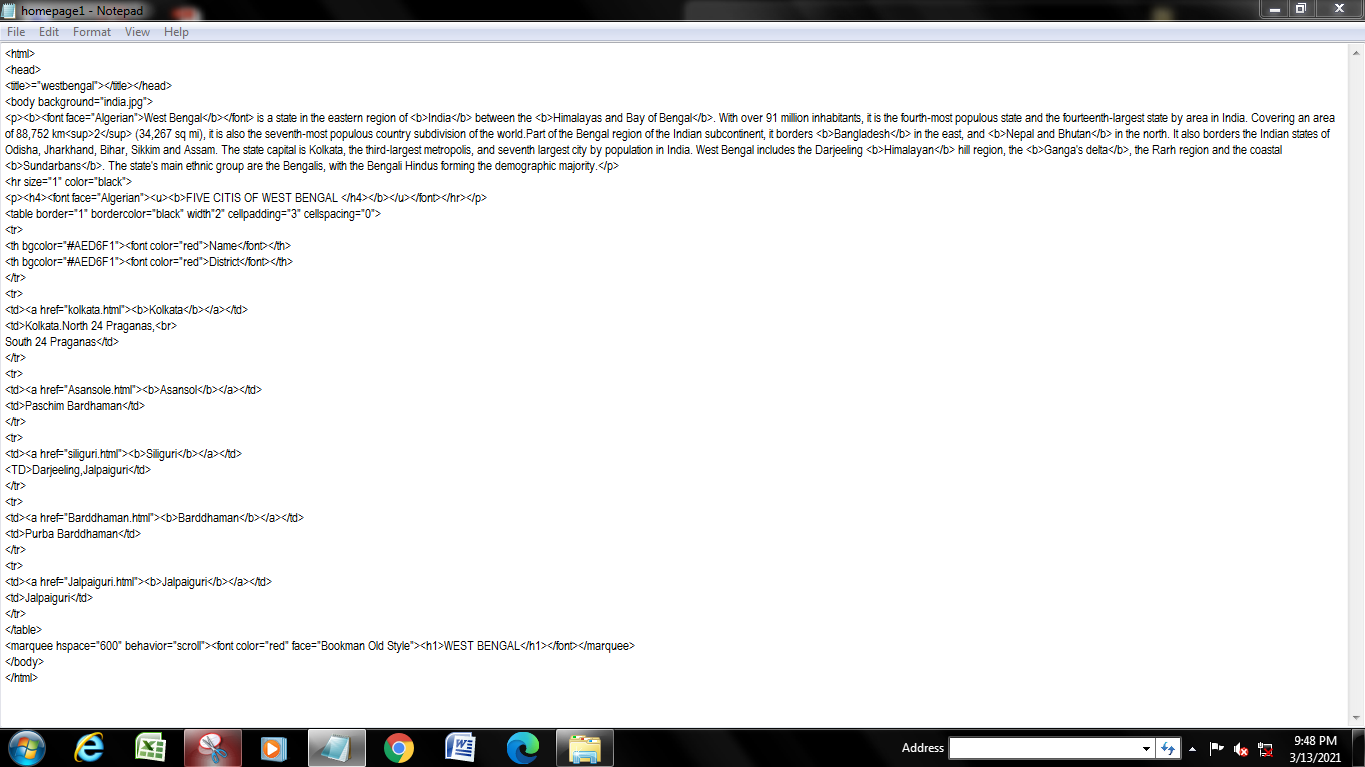 homepage1 - Notepad
File Edit Format View Help
<html>
<head>
<title>="westbengal"></title></head>
<body background="india.jpg">
<p><b><font face="Algerian">West Bengal</b></font> is a state in the eastern region of <b>India</b> between the <b>Himalayas and Bay of Bengal</b>. With over 91 million inhabitants, it is the fourth-most populous state and the fourteenth-largest state by area in India. Covering an area
of 88,752 km<sup>2</sup> (34,267 sq mi), it is also the seventh-most populous country subdivision of the world.Part of the Bengal region of the Indian subcontinent, it borders <b>Bangladesh</b> in the east, and <b>Nepal and Bhutan</b> in the north. It also borders the Indian states of
Odisha, Jharkhand, Bihar, Sikkim and Assam. The state capital is Kolkata, the third-largest metropolis, and seventh largest city by population in India. West Bengal includes the Darjeeling <b>Himalayan</b> hill region, the <b>Ganga's delta</b>, the Rarh region and the coastal
<b>Sundarbans</b>. The state's main ethnic group are the Bengalis, with the Bengali Hindus forming the demographic majority.</p>
<hr size="1" color="black">
<p><h4><font face="Algerian"><u><b>FIVE CITIS OF WEST BENGAL </h4></b></u></font></hr></p>
<table border="1" bordercolor="black" width"2" cellpadding="3" cellspacing="0">
<tr>
<th bgcolor="#AED6F1"><font color="red">Name</font></th>
<th bgcolor="#AED6F1"><font color="red">District</font></th>
</tr>
<tr>
<td><a href="kolkata.html"><b>Kolkata</b></a></td>
<td>Kolkata.North 24 Praganas,<br>
South 24 Praganas</td>
</tr>
<tr>
<td><a href="Asansole.html"><b>Asansol</b></a></td>
<td>Paschim Bardhaman</td>
</tr>
<tr>
<td><a href="siliguri.html"><b>Siliguri</b></a></td>
<TD>Darjeeling,Jalpaiguri</td>
</tr>
<tr>
<td><a href="Barddhaman.html"><b>Barddhaman</b></a></td>
<td>Purba Barddhaman</td>
</tr>
<tr>
<td><a href="Jalpaiguri.html"><b>Jalpaiguri</b></a></td>
<td>Jalpaiguri</td>
</tr>
</table>
<marquee hspace="600" behavior="scroll"><font color="red" face="Bookman Old Style"><h1>WEST BENGAL</h1></font></marquee>
</body>
</html>
Address
9:48 PM
3/13/2021